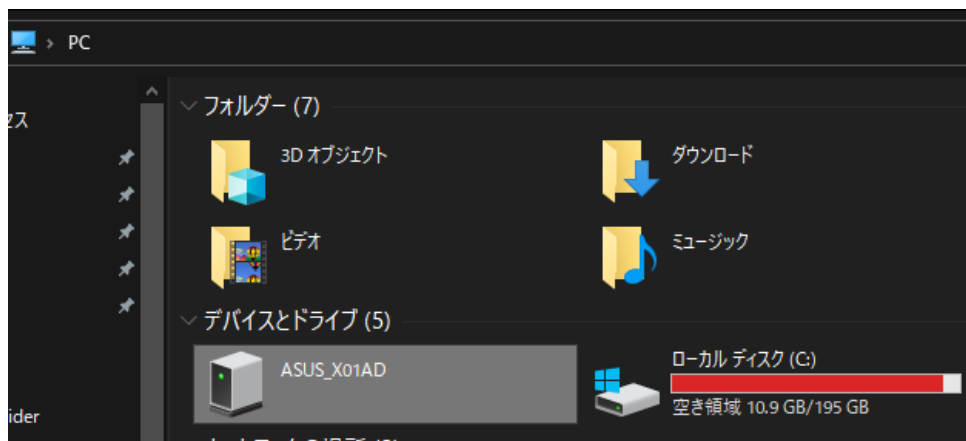 PC
フォルダー (7)
3D オブジェクト
ダウンロード
ビデオ
ミュージック
デバイスとドライブ (5)
ASUS_X01AD
ローカル ディスク (C:)
空き領域 10.9 GB/195 GB